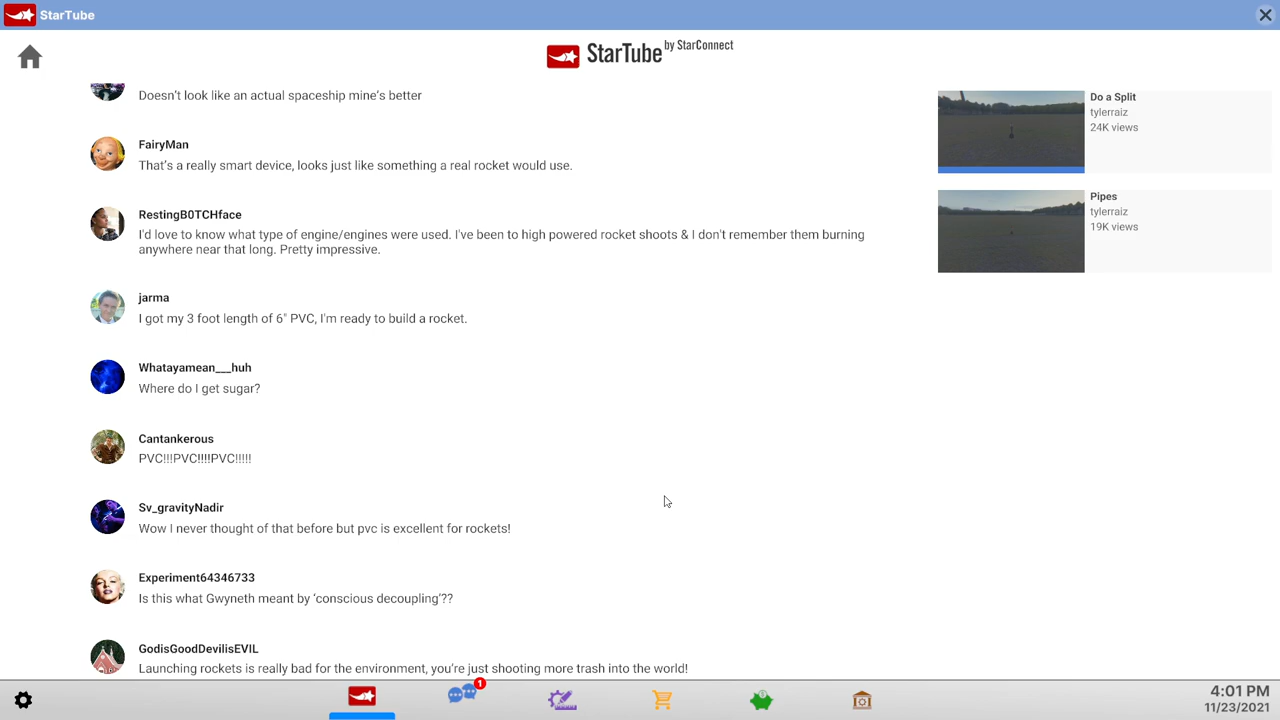 StarTube
StarTube by StarConnect
Doesn't look like an actual spaceship mine's better
FairyMan
That's a really smart device, looks just like something a real rocket would use.
RestingB0TCHface
I'd love to know what type of engine/engines were used. I've been to high powered rocket shoots & I don't remember them burning
anywhere near that long. Pretty impressive.
jarma
I got my 3 foot length of 6" PVC, I'm ready to build a rocket.
Whatayamean___huh
Where do I get sugar?
Cantankerous
PVC!!!PVC!!!!PVC!!!!!
Sv_gravityNadir
Wow I never thought of that before but pvc is excellent for rockets!
Experiment64346733
Is this what Gwyneth meant by ‘conscious decoupling’??
GodisGoodDevilisEVIL
Launching rockets is really bad for the environment, you're just shooting more trash into the world!
Do a Split
tylerraiz
24K views
Pipes
tylerraiz
19K views
1
4:01 PM
11/23/2021